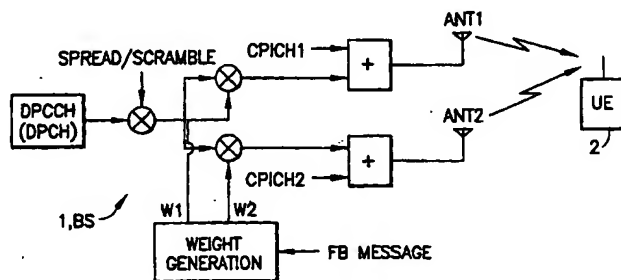 SPREAD/SCRAMBLE
DPCCH
(DPCH)
CPICH1
+
ANT1
ANT2
UE
2
CPICH2
+
1,BS
W1
W2
WEIGHT
GENERATION
FB MESSAGE